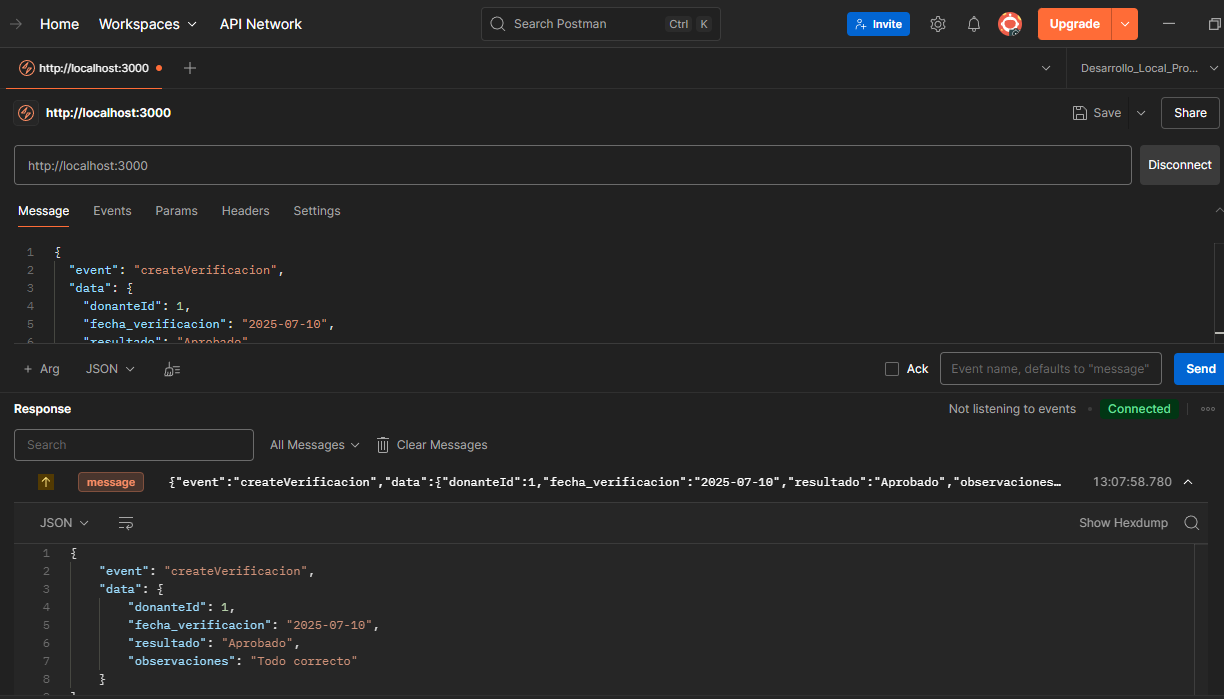 Home Workspaces API Network Search Postman Ctrl K Invite Upgrade
http://localhost:3000 Desarrollo_Local_Pro...
http://localhost:3000 Save Share
http://localhost:3000 Disconnect
Message Events Params Headers Settings
1 {
2 "event": "createVerificacion",
3 "data": {
4 "donanteId": 1,
5 "fecha_verificacion": "2025-07-10",
6 "resultado": "Aprobado"
+ Arg JSON Ack Event name, defaults to "message" Send
Response Not listening to events Connected
Search All Messages Clear Messages
message {"event":"createVerificacion","data":{"donanteId":1,"fecha_verificacion":"2025-07-10","resultado":"Aprobado","observaciones… 13:07:58.780
JSON Show Hexdump
1 {
2 "event": "createVerificacion",
3 "data": {
4 "donanteId": 1,
5 "fecha_verificacion": "2025-07-10",
6 "resultado": "Aprobado",
7 "observaciones": "Todo correcto"
8 }